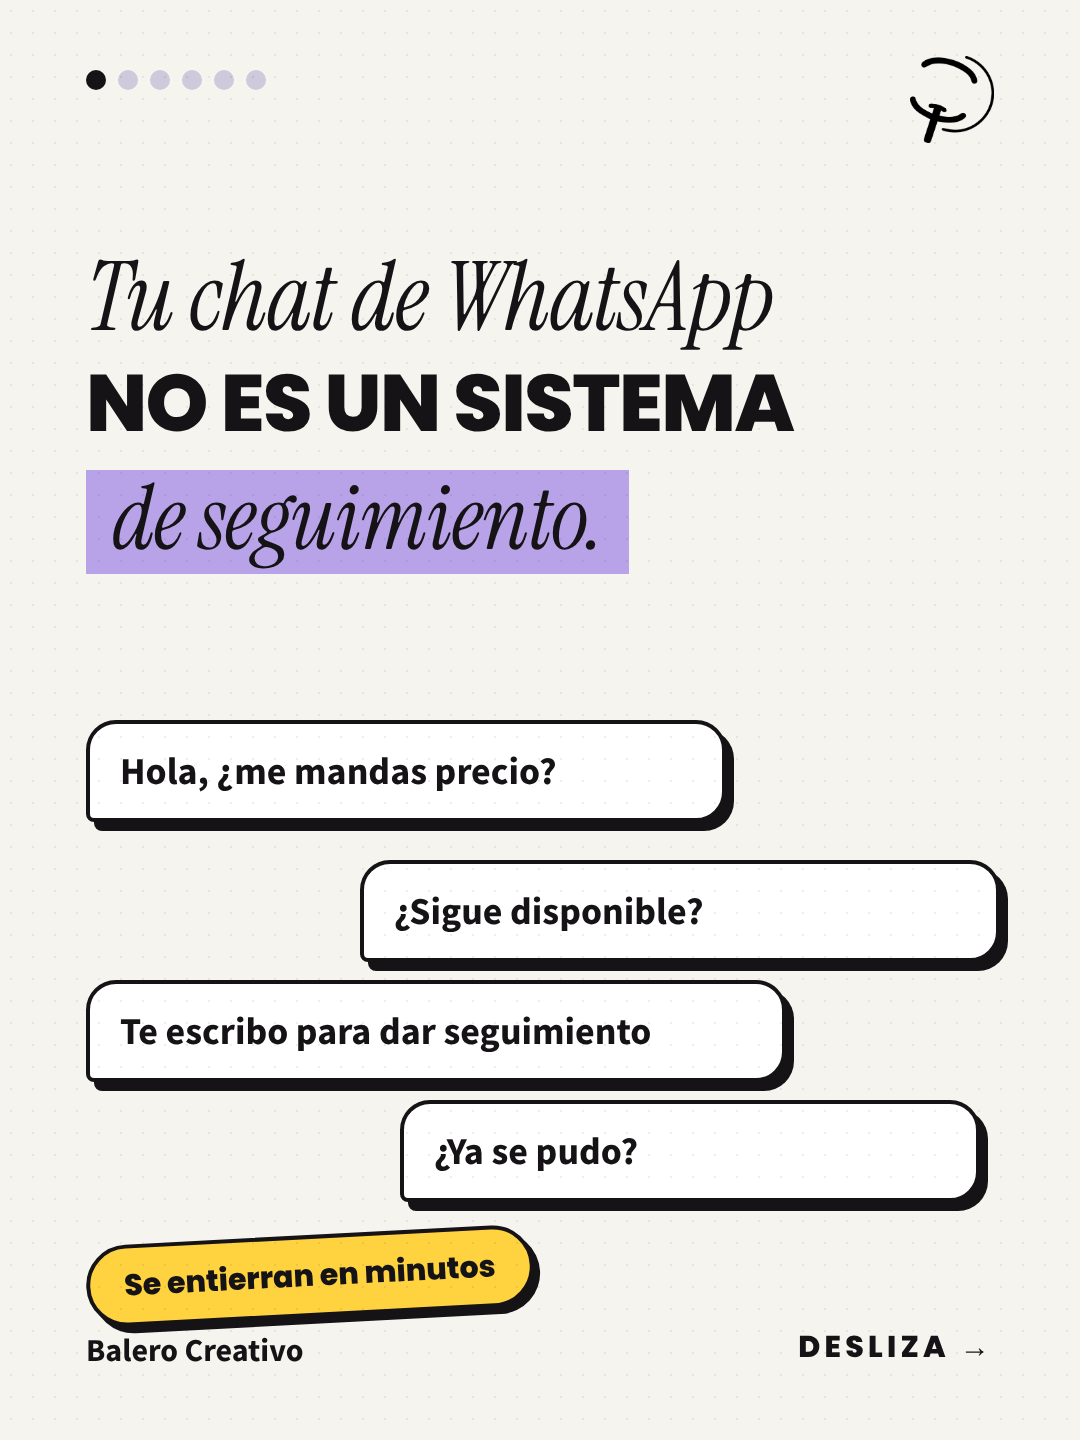 Tu chat de WhatsApp
NO ES UN SISTEMA
de seguimiento.
Hola, ¿me mandas precio?
¿Sigue disponible?
Te escribo para dar seguimiento
¿Ya se pudo?
Se entierran en minutos
Balero Creativo
DESLIZA →